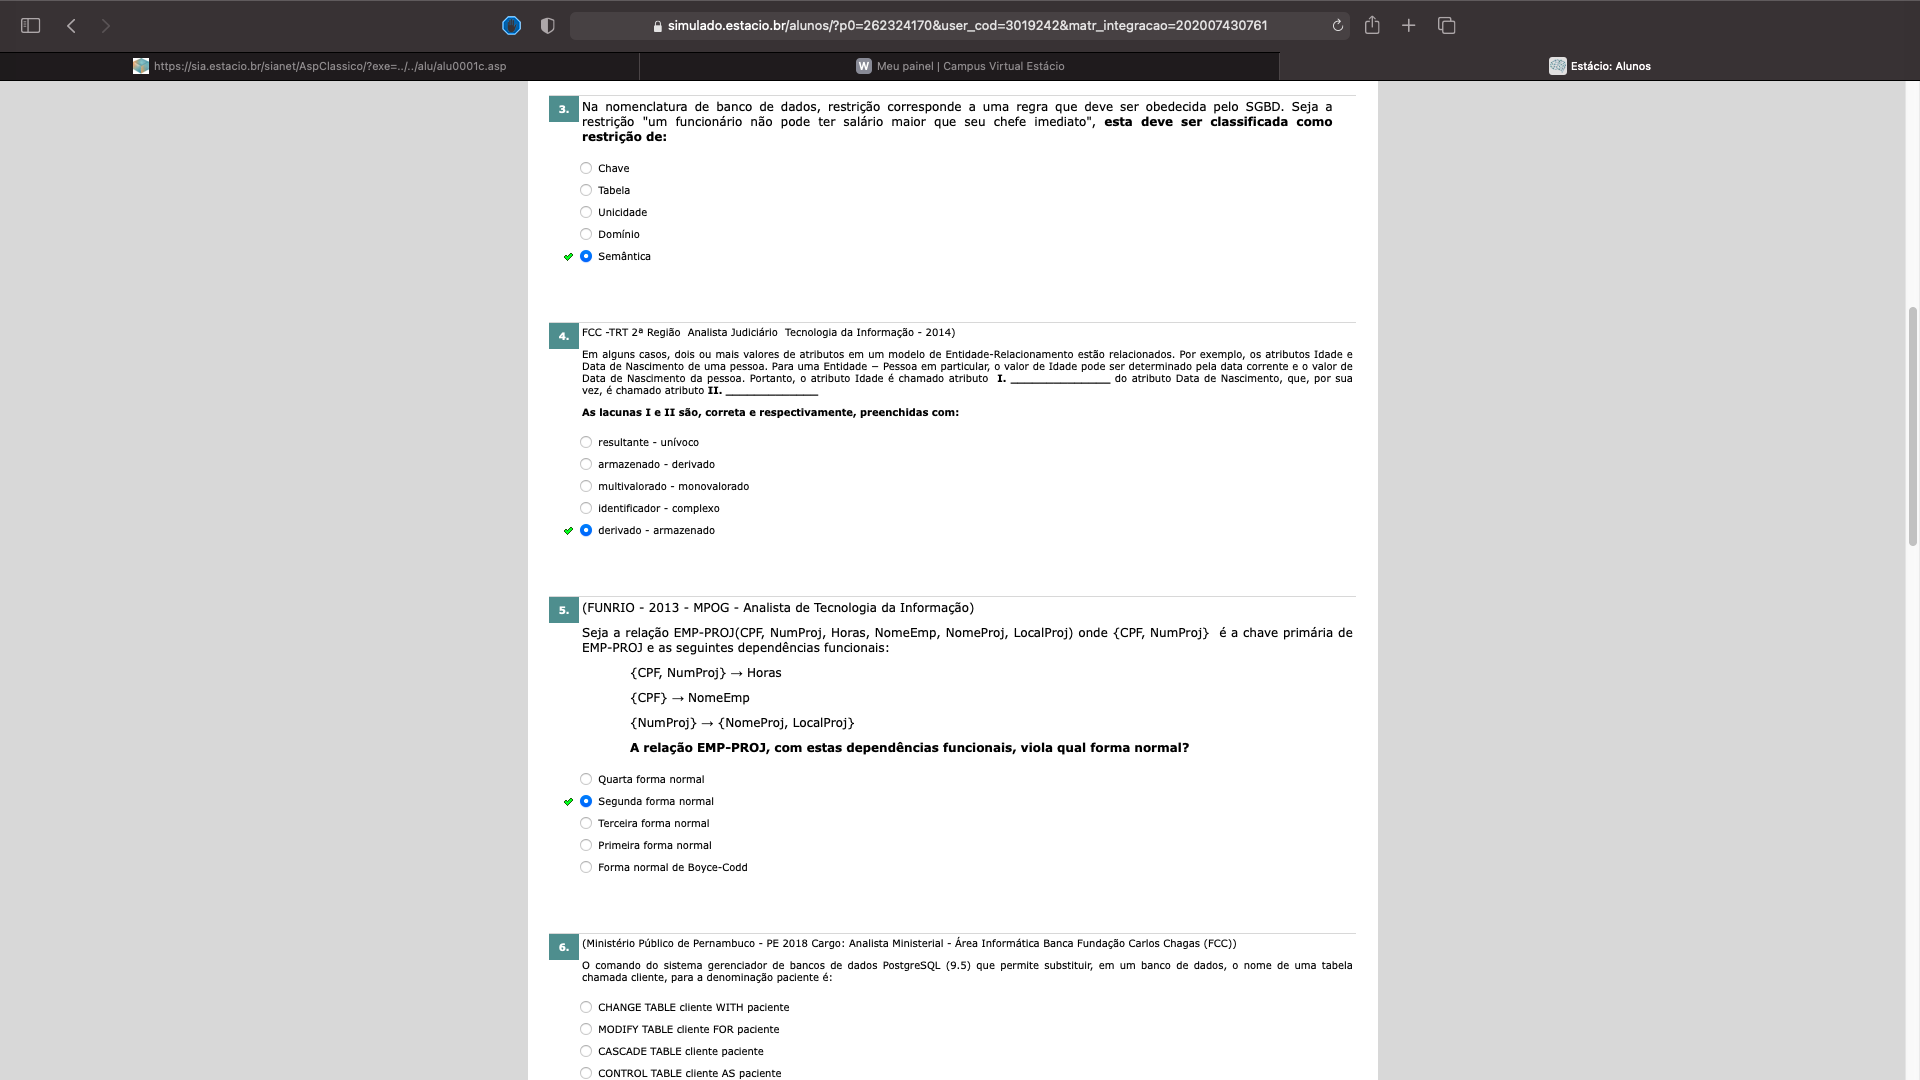 simulado.estacio.br/alunos/?p0=262324170&user_cod=3019242&matr_integracao=202007430761
https://sia.estacio.br/sianet/AspClassico/?exe=../../alu/alu0001c.asp
W Meu painel | Campus Virtual Estácio
Estácio: Alunos
3. Na nomenclatura de banco de dados, restrição corresponde a uma regra que deve ser obedecida pelo SGBD. Seja a
restrição "um funcionário não pode ter salário maior que seu chefe imediato", esta deve ser classificada como
restrição de:
Chave
Tabela
Unicidade
Domínio
Semântica
4. FCC -TRT 2ª Região Analista Judiciário Tecnologia da Informação - 2014)
Em alguns casos, dois ou mais valores de atributos em um modelo de Entidade-Relacionamento estão relacionados. Por exemplo, os atributos Idade e
Data de Nascimento de uma pessoa. Para uma Entidade − Pessoa em particular, o valor de Idade pode ser determinado pela data corrente e o valor de
Data de Nascimento da pessoa. Portanto, o atributo Idade é chamado atributo I. _________________ do atributo Data de Nascimento, que, por sua
vez, é chamado atributo II. ________________
As lacunas I e II são, correta e respectivamente, preenchidas com:
resultante - unívoco
armazenado - derivado
multivalorado - monovalorado
identificador - complexo
derivado - armazenado
5. (FUNRIO - 2013 - MPOG - Analista de Tecnologia da Informação)
Seja a relação EMP-PROJ(CPF, NumProj, Horas, NomeEmp, NomeProj, LocalProj) onde {CPF, NumProj} é a chave primária de
EMP-PROJ e as seguintes dependências funcionais:
{CPF, NumProj} → Horas
{CPF} → NomeEmp
{NumProj} → {NomeProj, LocalProj}
A relação EMP-PROJ, com estas dependências funcionais, viola qual forma normal?
Quarta forma normal
Segunda forma normal
Terceira forma normal
Primeira forma normal
Forma normal de Boyce-Codd
6. (Ministério Público de Pernambuco - PE 2018 Cargo: Analista Ministerial - Área Informática Banca Fundação Carlos Chagas (FCC))
O comando do sistema gerenciador de bancos de dados PostgreSQL (9.5) que permite substituir, em um banco de dados, o nome de uma tabela
chamada cliente, para a denominação paciente é:
CHANGE TABLE cliente WITH paciente
MODIFY TABLE cliente FOR paciente
CASCADE TABLE cliente paciente
CONTROL TABLE cliente AS paciente